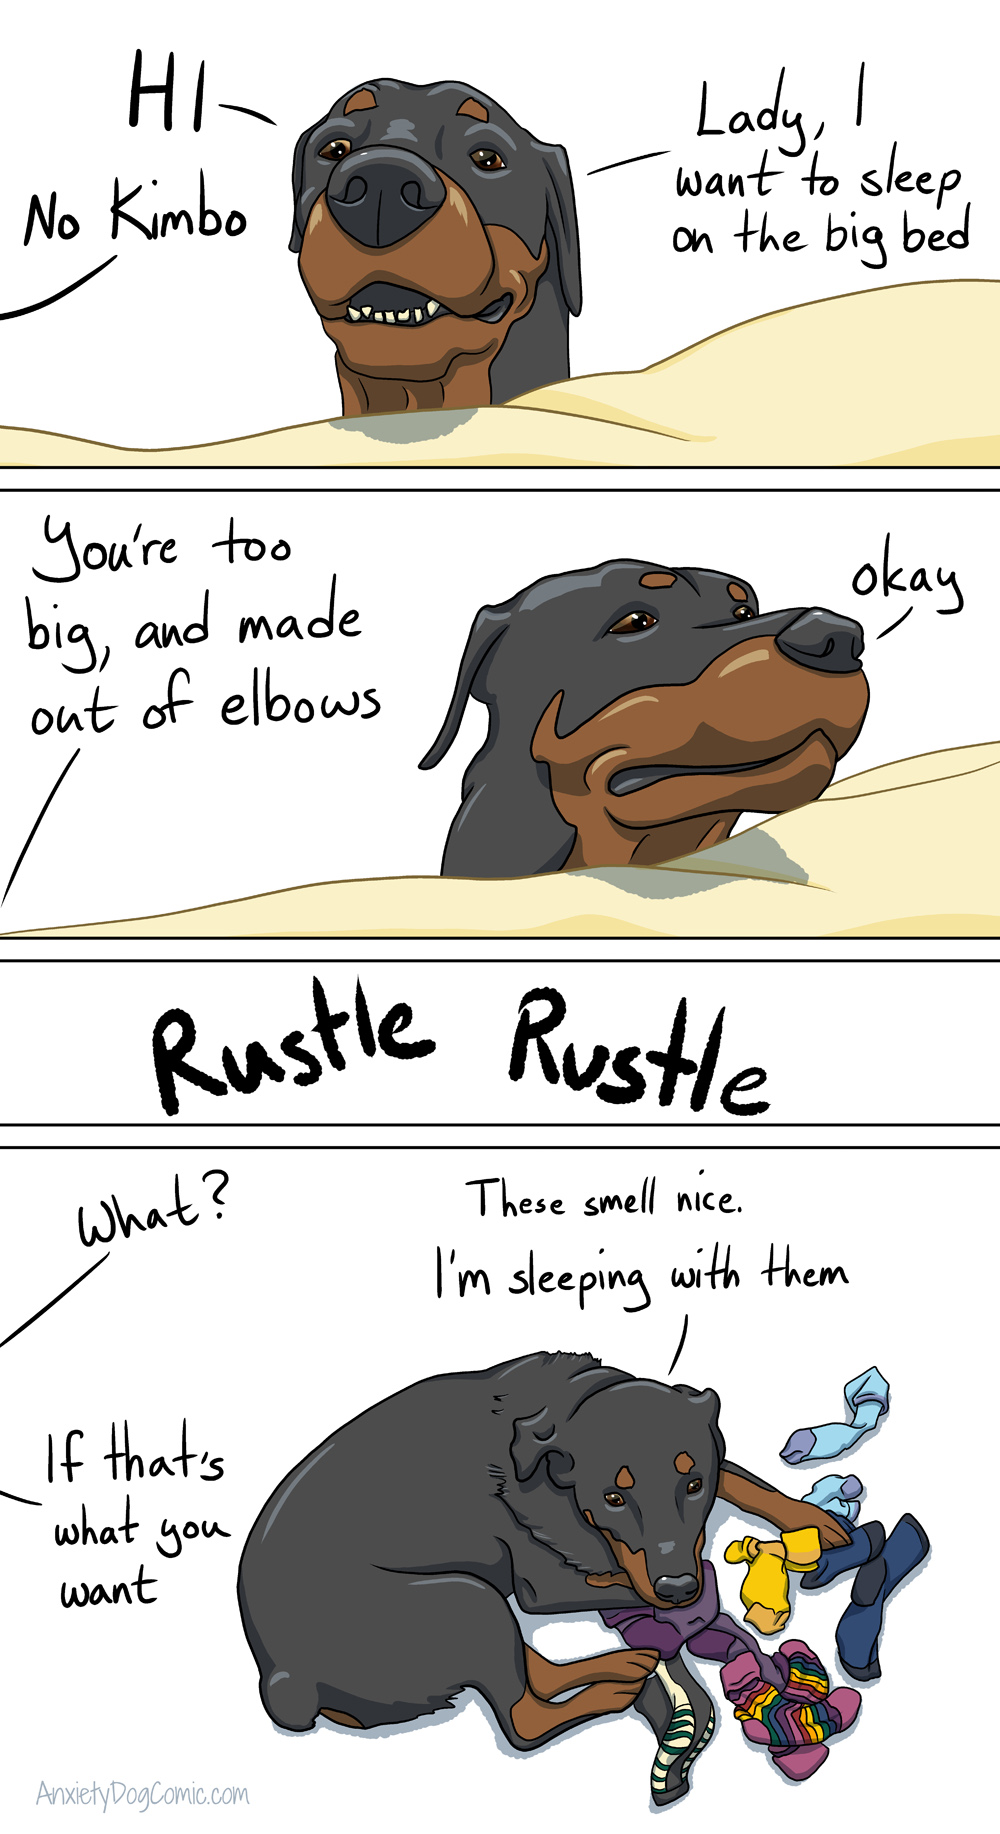 HI
Lady, I
want to sleep
on the big bed
No Kimbo
You're too
big, and made
out of elbows
okay
Rustle Rustle
What?
These smell nice.
I'm sleeping with them
If that's
what you
want
AnxietyDogComic.com